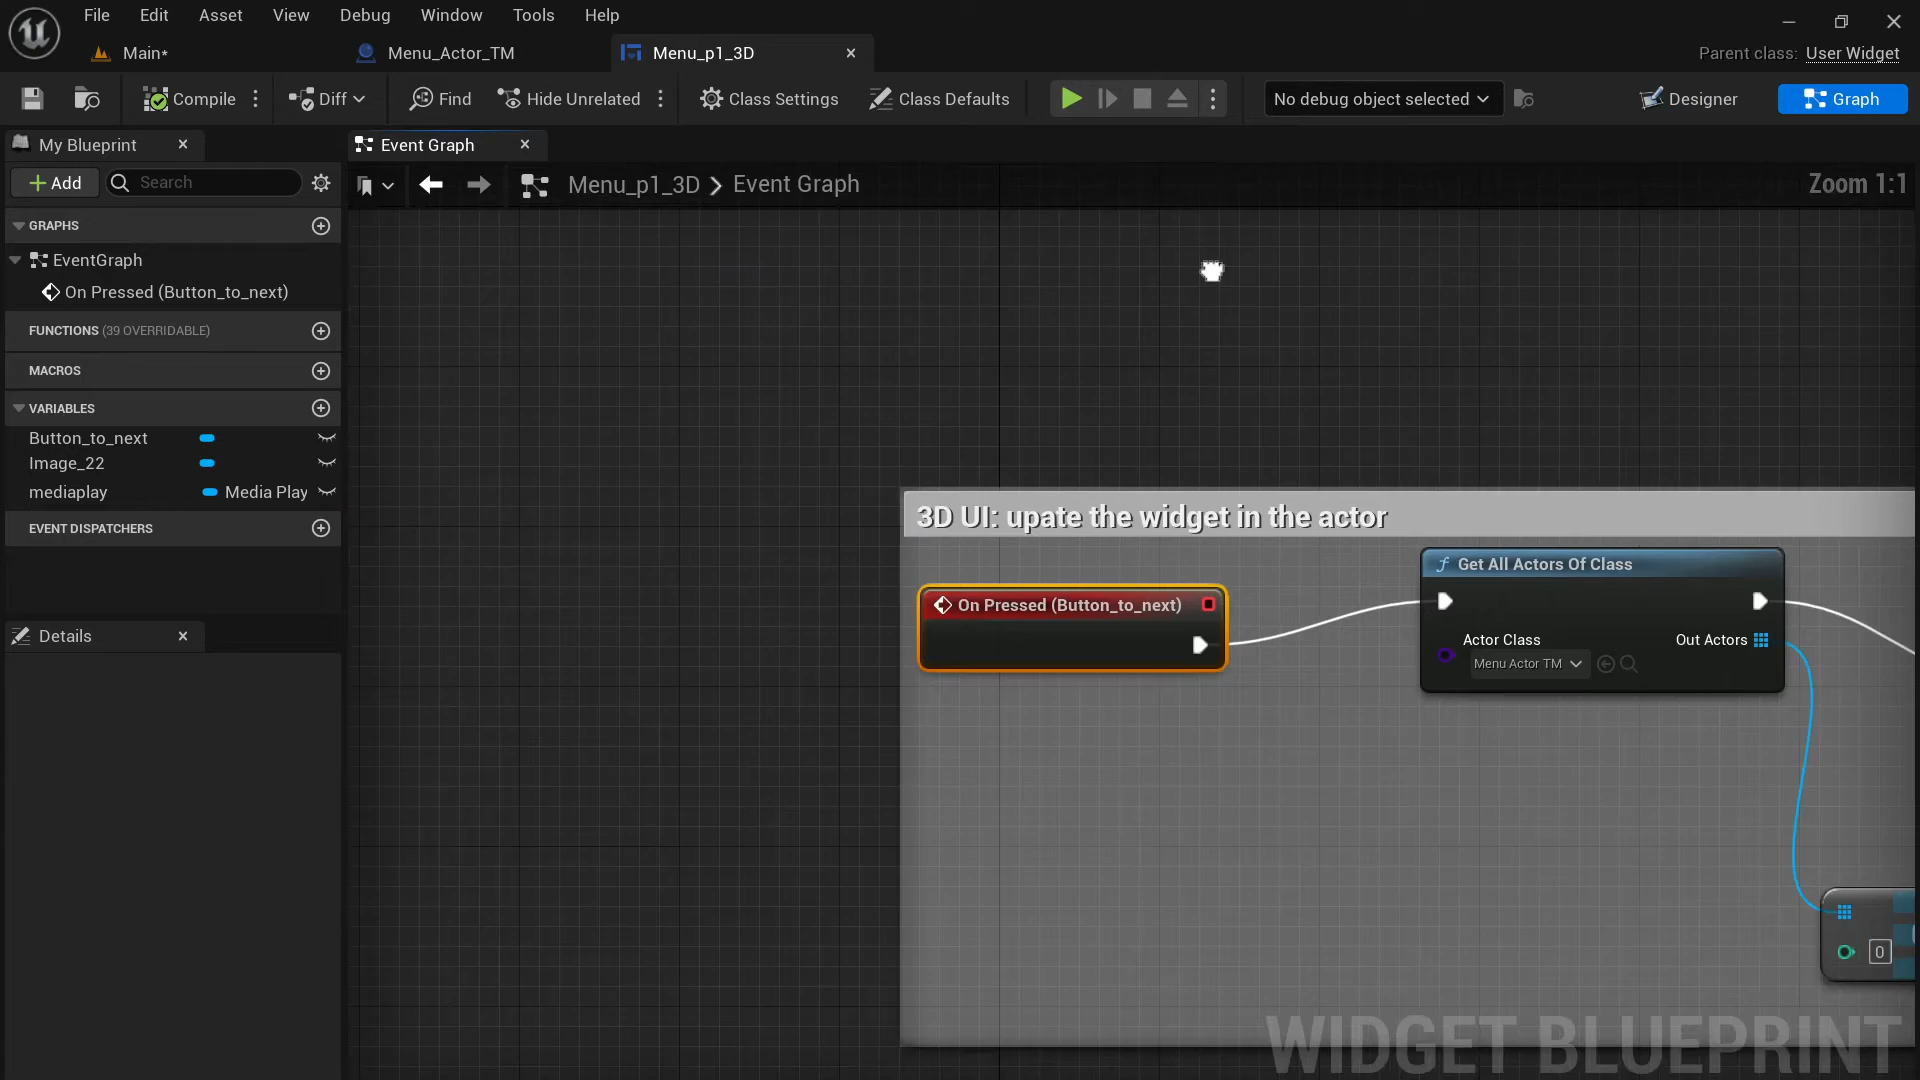 File Edit Asset View Debug Window Tools Help
Main* Menu_Actor_TM Menu_p1_3D Parent class: User Widget
Compile Diff Find Hide Unrelated Class Settings Class Defaults No debug object selected Designer Graph
My Blueprint Event Graph
Add Search Menu_p1_3D > Event Graph Zoom 1:1
GRAPHS
EventGraph
On Pressed (Button_to_next)
FUNCTIONS (39 OVERRIDABLE)
MACROS
VARIABLES
Button_to_next
Image_22
mediaplay Media Play
EVENT DISPATCHERS
Details
3D UI: upate the widget in the actor
On Pressed (Button_to_next)
f Get All Actors Of Class
Actor Class Out Actors
Menu Actor TM
0
WIDGET BLUEPRINT